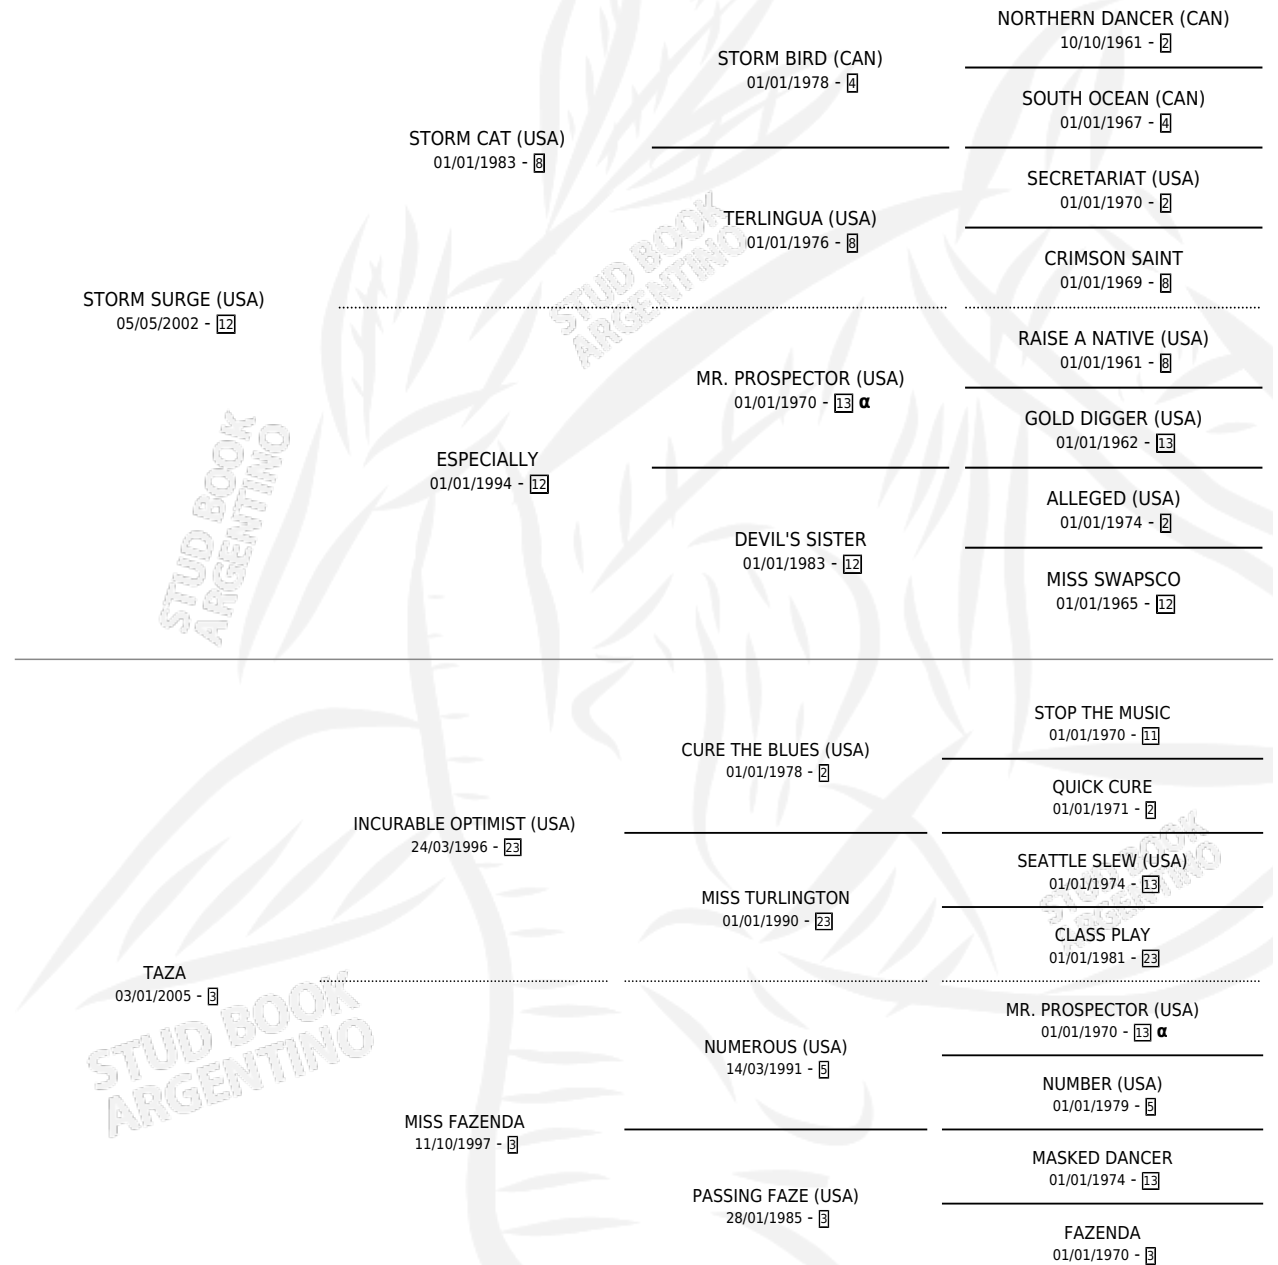 NORTHERN DANCER (CAN)
10/10/1961 - 2
STORM BIRD (CAN)
01/01/1978 - 4
SOUTH OCEAN (CAN)
01/01/1967 - 4
STORM CAT (USA)
01/01/1983 - 8
SECRETARIAT (USA)
01/01/1970 - 2
TERLINGUA (USA)
01/01/1976 - 8
CRIMSON SAINT
01/01/1969 - 8
STORM SURGE (USA)
05/05/2002 - 12
RAISE A NATIVE (USA)
01/01/1961 - 8
MR. PROSPECTOR (USA)
01/01/1970 - 13 α
GOLD DIGGER (USA)
01/01/1962 - 13
ESPECIALLY
01/01/1994 - 12
ALLEGED (USA)
01/01/1974 - 2
DEVIL'S SISTER
01/01/1983 - 12
MISS SWAPSCO
01/01/1965 - 12
STOP THE MUSIC
01/01/1970 - 11
CURE THE BLUES (USA)
01/01/1978 - 2
QUICK CURE
01/01/1971 - 2
INCURABLE OPTIMIST (USA)
24/03/1996 - 23
SEATTLE SLEW (USA)
01/01/1974 - 13
MISS TURLINGTON
01/01/1990 - 23
CLASS PLAY
01/01/1981 - 23
TAZA
03/01/2005 - 3
MR. PROSPECTOR (USA)
01/01/1970 - 13 α
NUMEROUS (USA)
14/03/1991 - 5
NUMBER (USA)
01/01/1979 - 5
MISS FAZENDA
11/10/1997 - 3
MASKED DANCER
01/01/1974 - 13
PASSING FAZE (USA)
28/01/1985 - 3
FAZENDA
01/01/1970 - 3
STUD BOOK
ARGENTINO
STUD BOOK
ARGENTINO
STUD BOOK
ARGENTINO
STUD BOOK
ARGENTINO